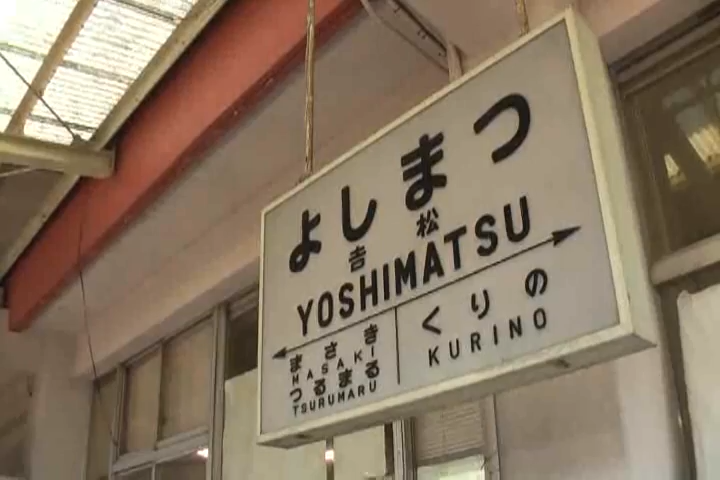 よしまつ
吉 松
YOSHIMATSU
まさき
MASAKI
つるまる
TSURUMARU
くりの
KURINO